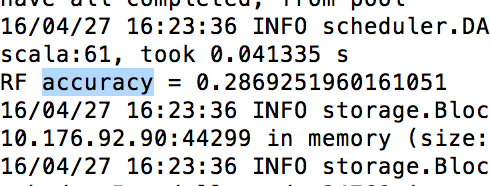 have all completed, from pool
16/04/27 16:23:36 INFO scheduler.DA
scala:61, took 0.041335 s
RF accuracy = 0.2869251960161051
16/04/27 16:23:36 INFO storage.Bloc
10.176.92.90:44299 in memory (size:
16/04/27 16:23:36 INFO storage.Bloc